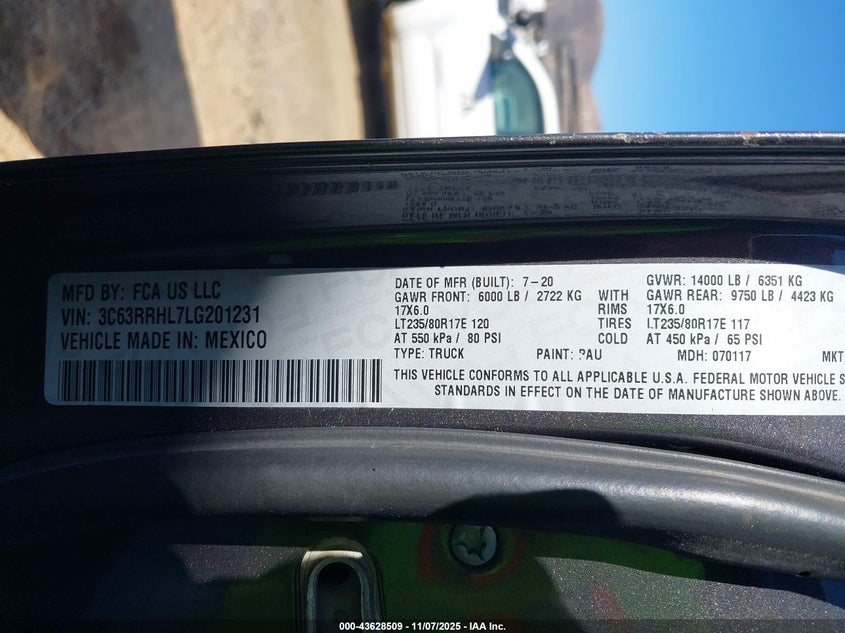 MFD BY: FCA US LLC
VIN: 3C63RRHL7LG201231
VEHICLE MADE IN: MEXICO
DATE OF MFR (BUILT): 7-20
GVWR: 14000 LB / 6351 KG
GAWR FRONT: 6000 LB / 2722 KG
GAWR REAR: 9750 LB / 4423 KG
17X6.0 RIMS 17X6.0
LT235/80R17E 120 TIRES LT235/80R17E 117
AT 550 kPa / 80 PSI COLD AT 450 kPa / 65 PSI
TYPE: TRUCK PAINT: PAU MDH: 070117 MKT
THIS VEHICLE CONFORMS TO ALL APPLICABLE U.S.A. FEDERAL MOTOR VEHICLE S
STANDARDS IN EFFECT ON THE DATE OF MANUFACTURE SHOWN ABOVE.
000-43628509 - 11/07/2025 - IAA Inc.